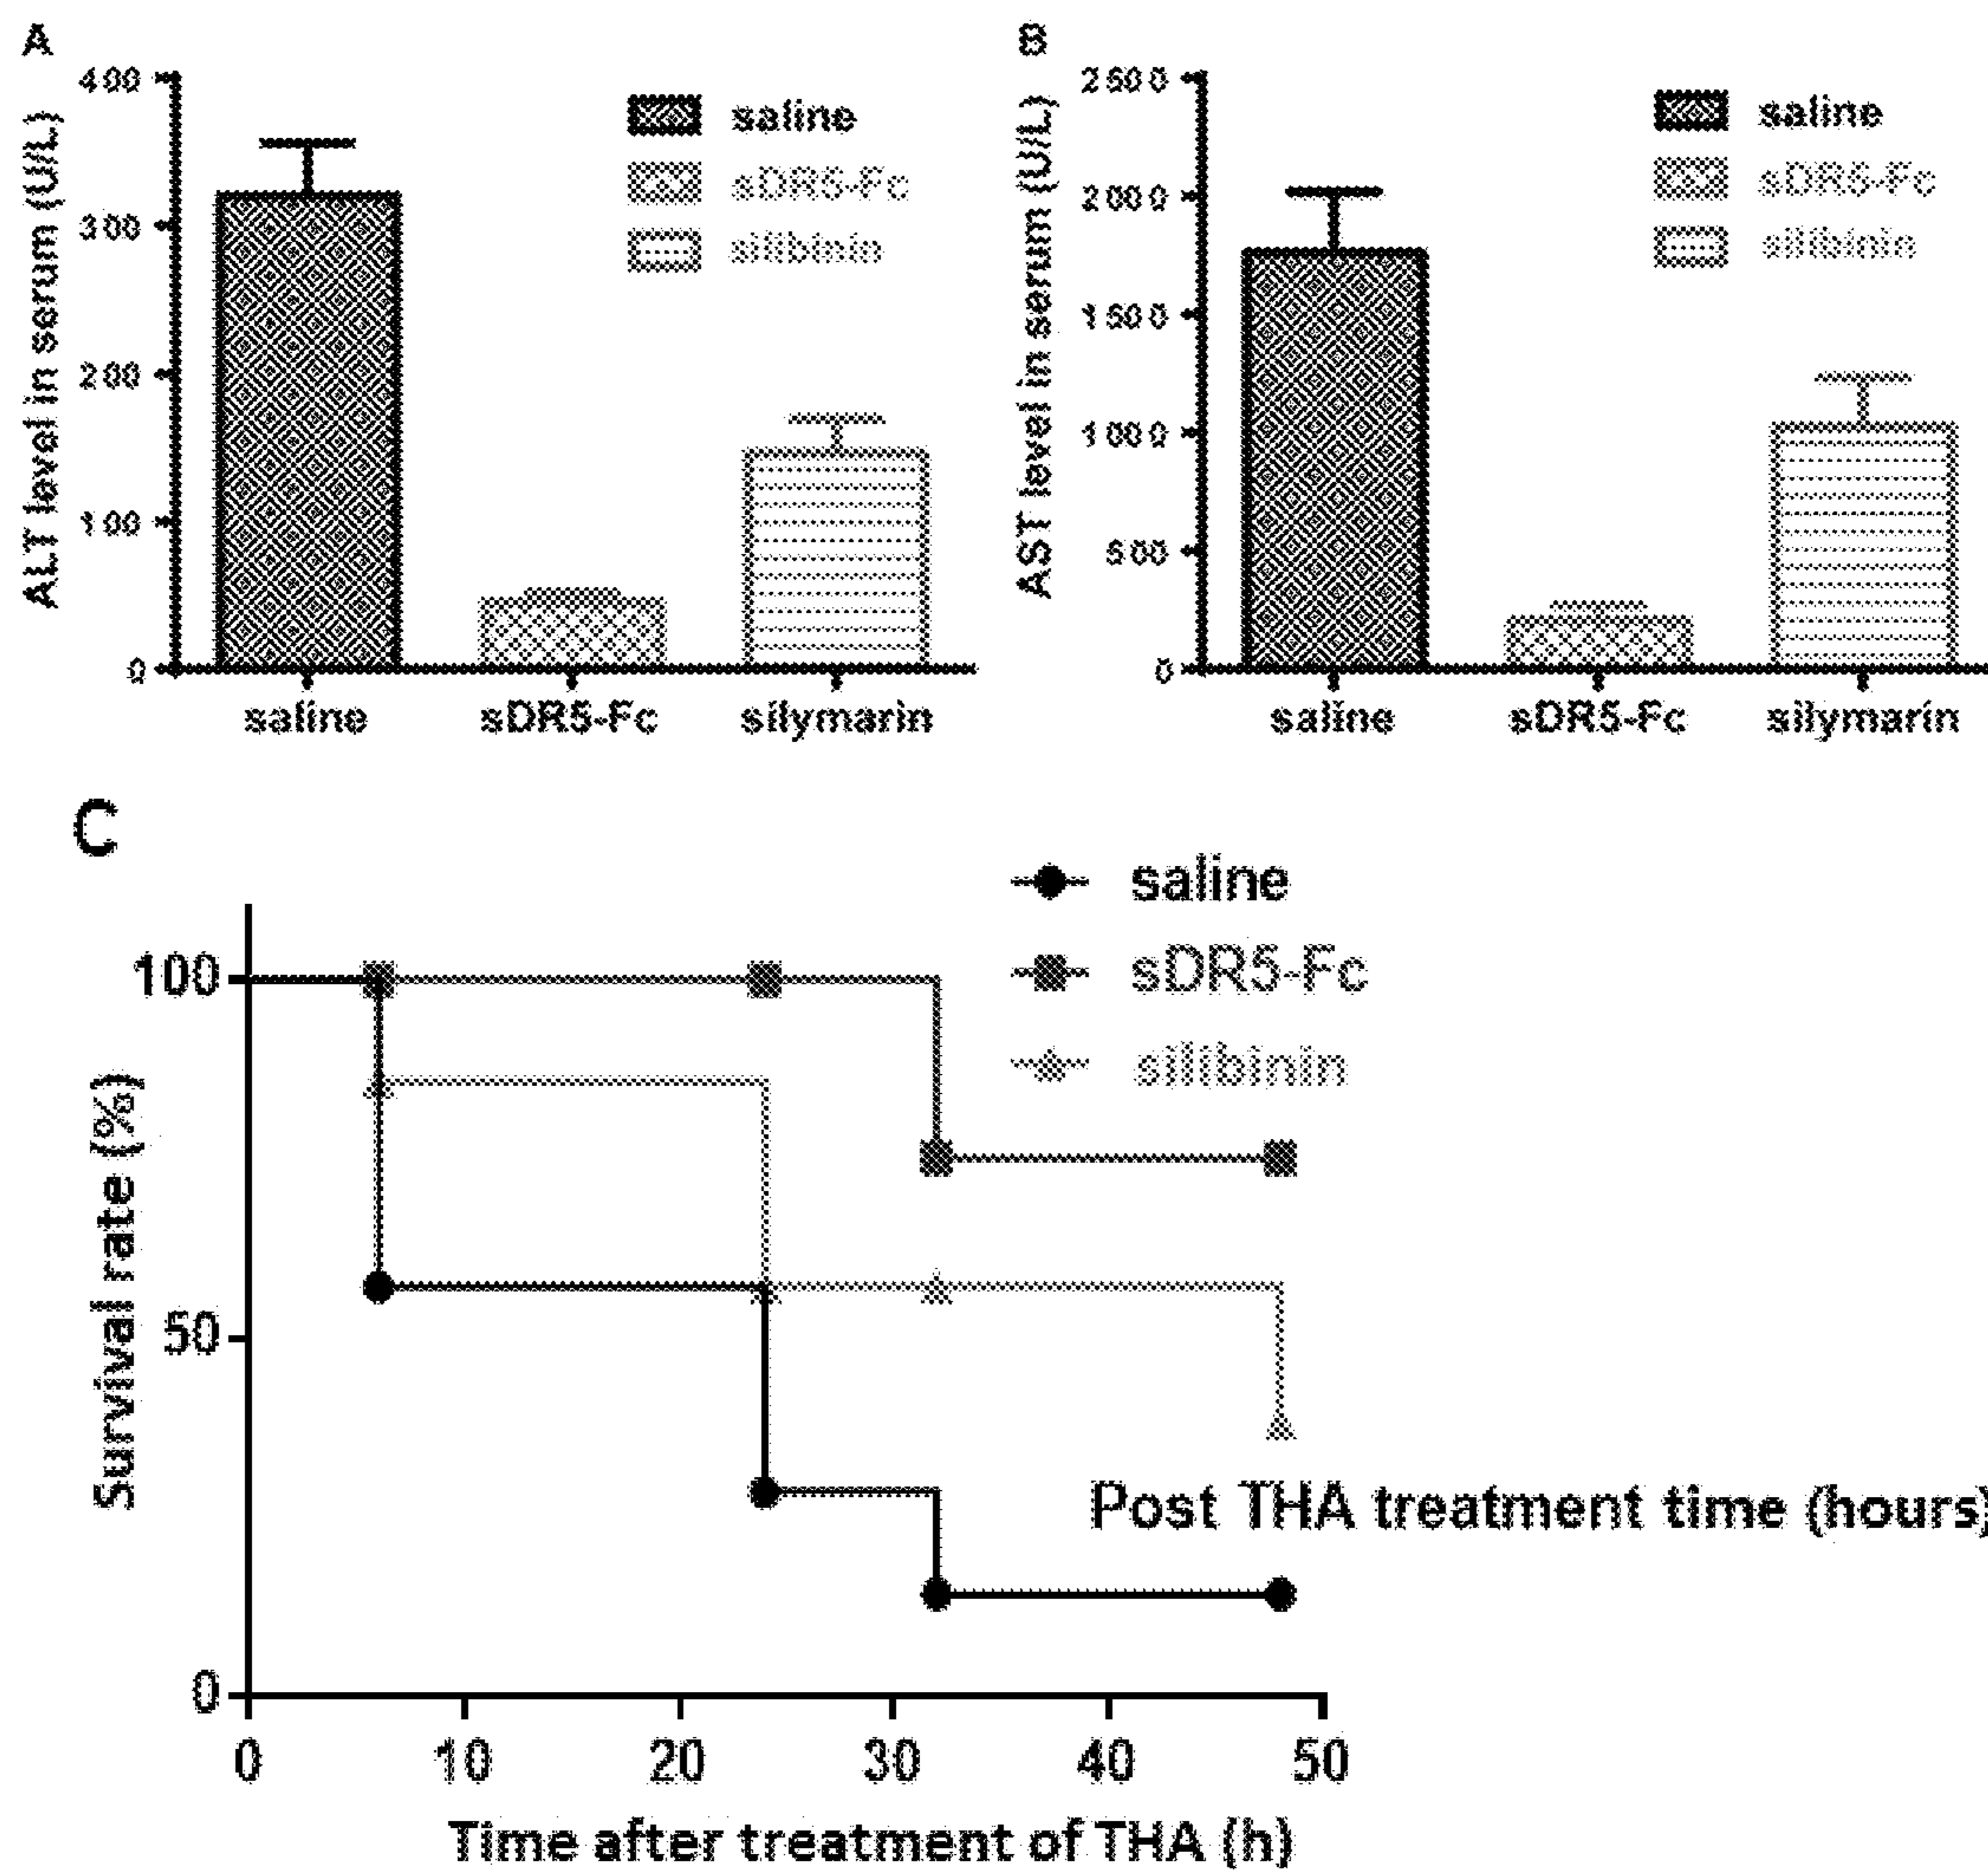 A
400
300
200
100
0
ALT level in serum (U/L)
saline
sDR5-Fc
silibinin
saline
sDR5-Fc
silymarin
B
2500
2000
1500
1000
500
0
AST level in serum (U/L)
saline
sDR5-Fc
silibinin
saline
sDR5-Fc
silymarin
C
saline
sDR5-Fc
silibinin
100
50
0
Survival rate (%)
Post THA treatment time (hours)
0 10 20 30 40 50
Time after treatment of THA (h)